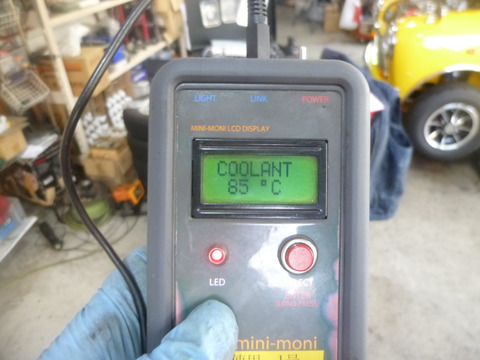 LIGHT LINK POWER
MINI-MONI LCD DISPLAY
COOLANT
85 °C
LED
mini-moni